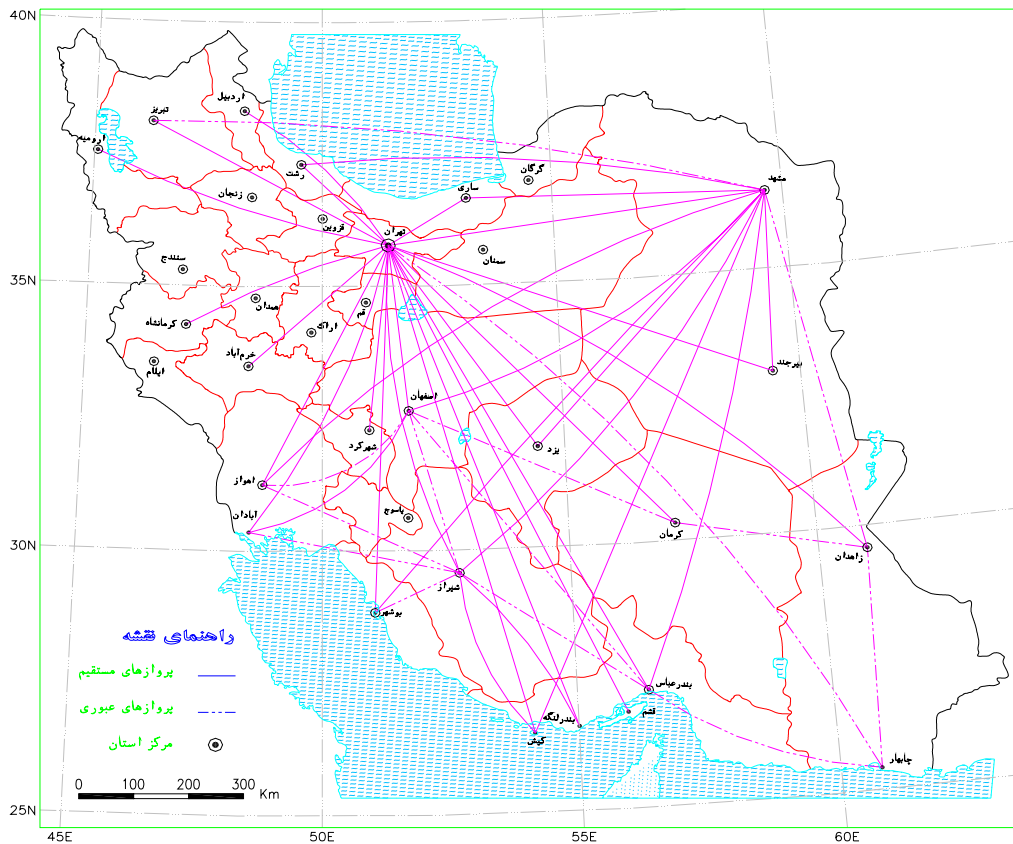 40N
35N
30N
25N
45E
50E
55E
60E
اردبیل
تبریز
ارومیه
رشت
گرگان
مشهد
زنجان
ساری
قزوین
تهران
سمنان
سنندج
همدان
قم
کرمانشاه
اراک
خرم‌آباد
ایلام
بیرجند
اصفهان
شهرکرد
یزد
اهواز
یاسوج
آبادان
کرمان
زاهدان
شیراز
بوشهر
بندرعباس
قشم
بندرلنگه
کیش
چابهار
راهنمای نقشه
پروازهای مستقیم
پروازهای عبوری
مرکز استان
0 100 200 300 Km